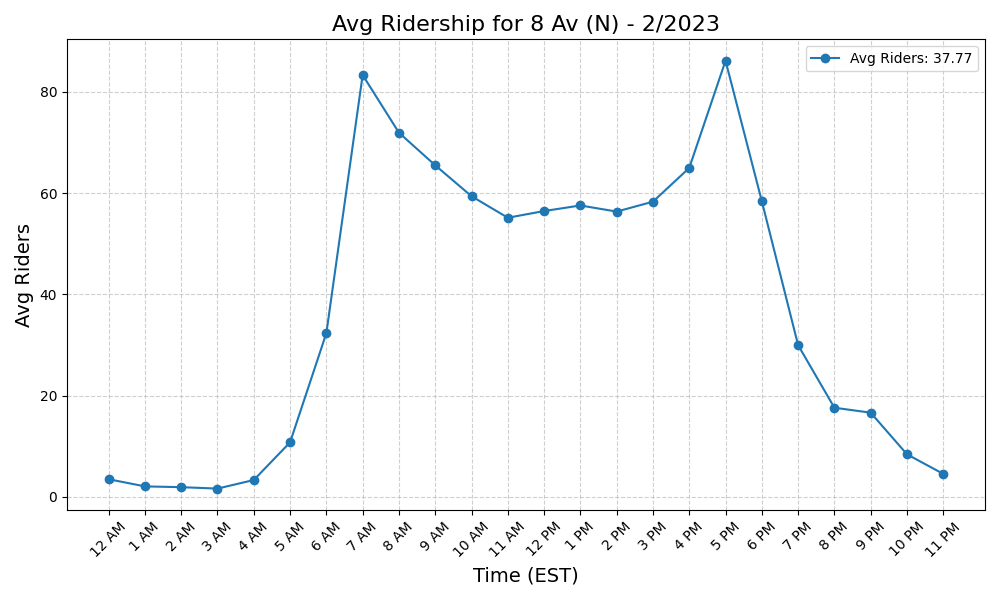 Avg Ridership for 8 Av (N) - 2/2023
Avg Riders: 37.77
Avg Riders
80
60
40
20
0
12 AM 1 AM 2 AM 3 AM 4 AM 5 AM 6 AM 7 AM 8 AM 9 AM 10 AM 11 AM 12 PM 1 PM 2 PM 3 PM 4 PM 5 PM 6 PM 7 PM 8 PM 9 PM 10 PM 11 PM
Time (EST)